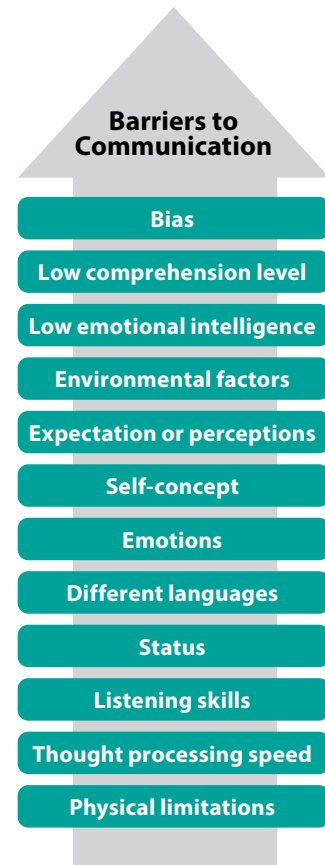 Barriers to
Communication
Bias
Low comprehension level
Low emotional intelligence
Environmental factors
Expectation or perceptions
Self-concept
Emotions
Different languages
Status
Listening skills
Thought processing speed
Physical limitations